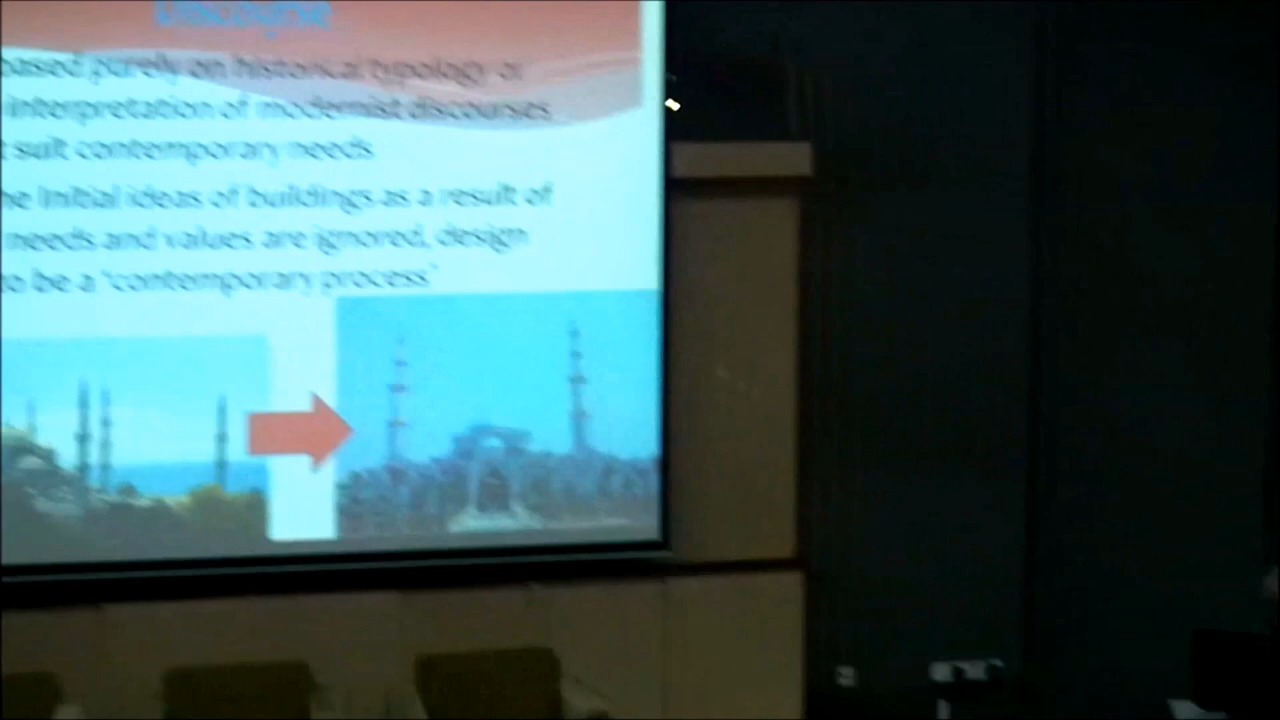 Discourse
based purely on historical typology or
interpretation of modernist discourses
suit contemporary needs
initial ideas of buildings as a result of
needs and values are ignored, design
to be a 'contemporary process'